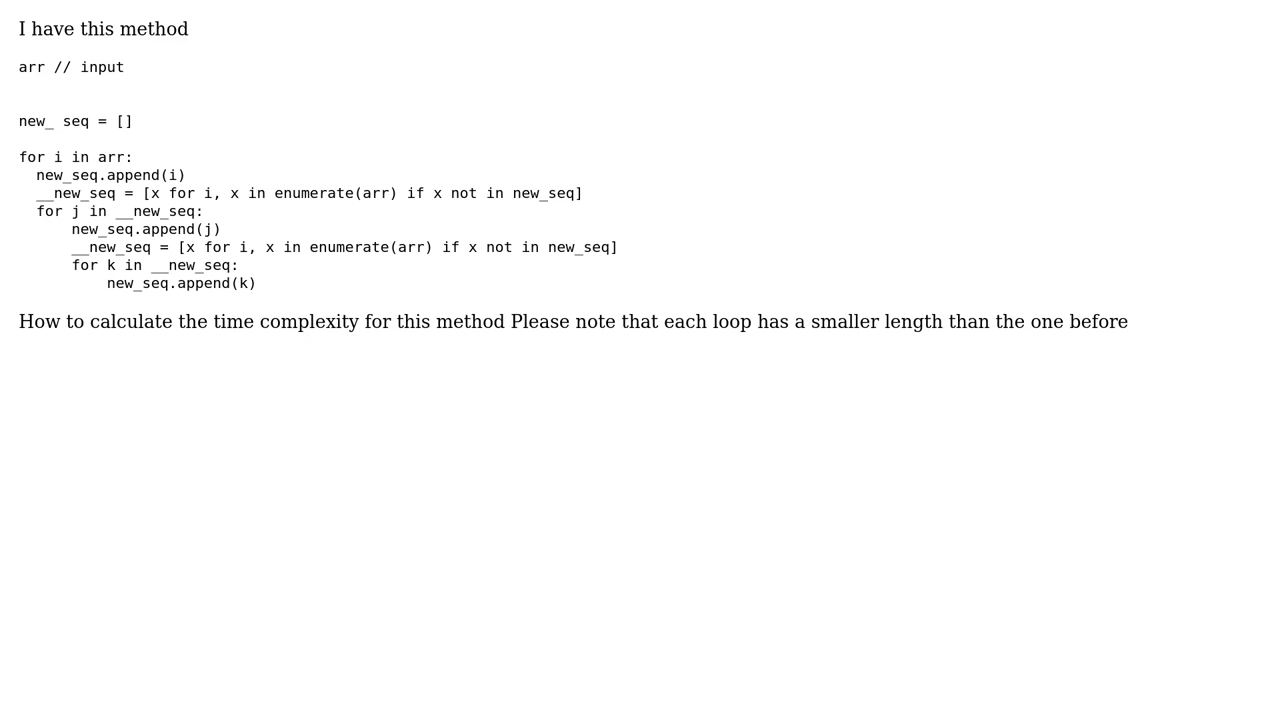 I have this method
arr // input
new_ seq = []
for i in arr:
  new_seq.append(i)
  __new_seq = [x for i, x in enumerate(arr) if x not in new_seq]
  for j in __new_seq:
      new_seq.append(j)
      __new_seq = [x for i, x in enumerate(arr) if x not in new_seq]
      for k in __new_seq:
          new_seq.append(k)
How to calculate the time complexity for this method Please note that each loop has a smaller length than the one before